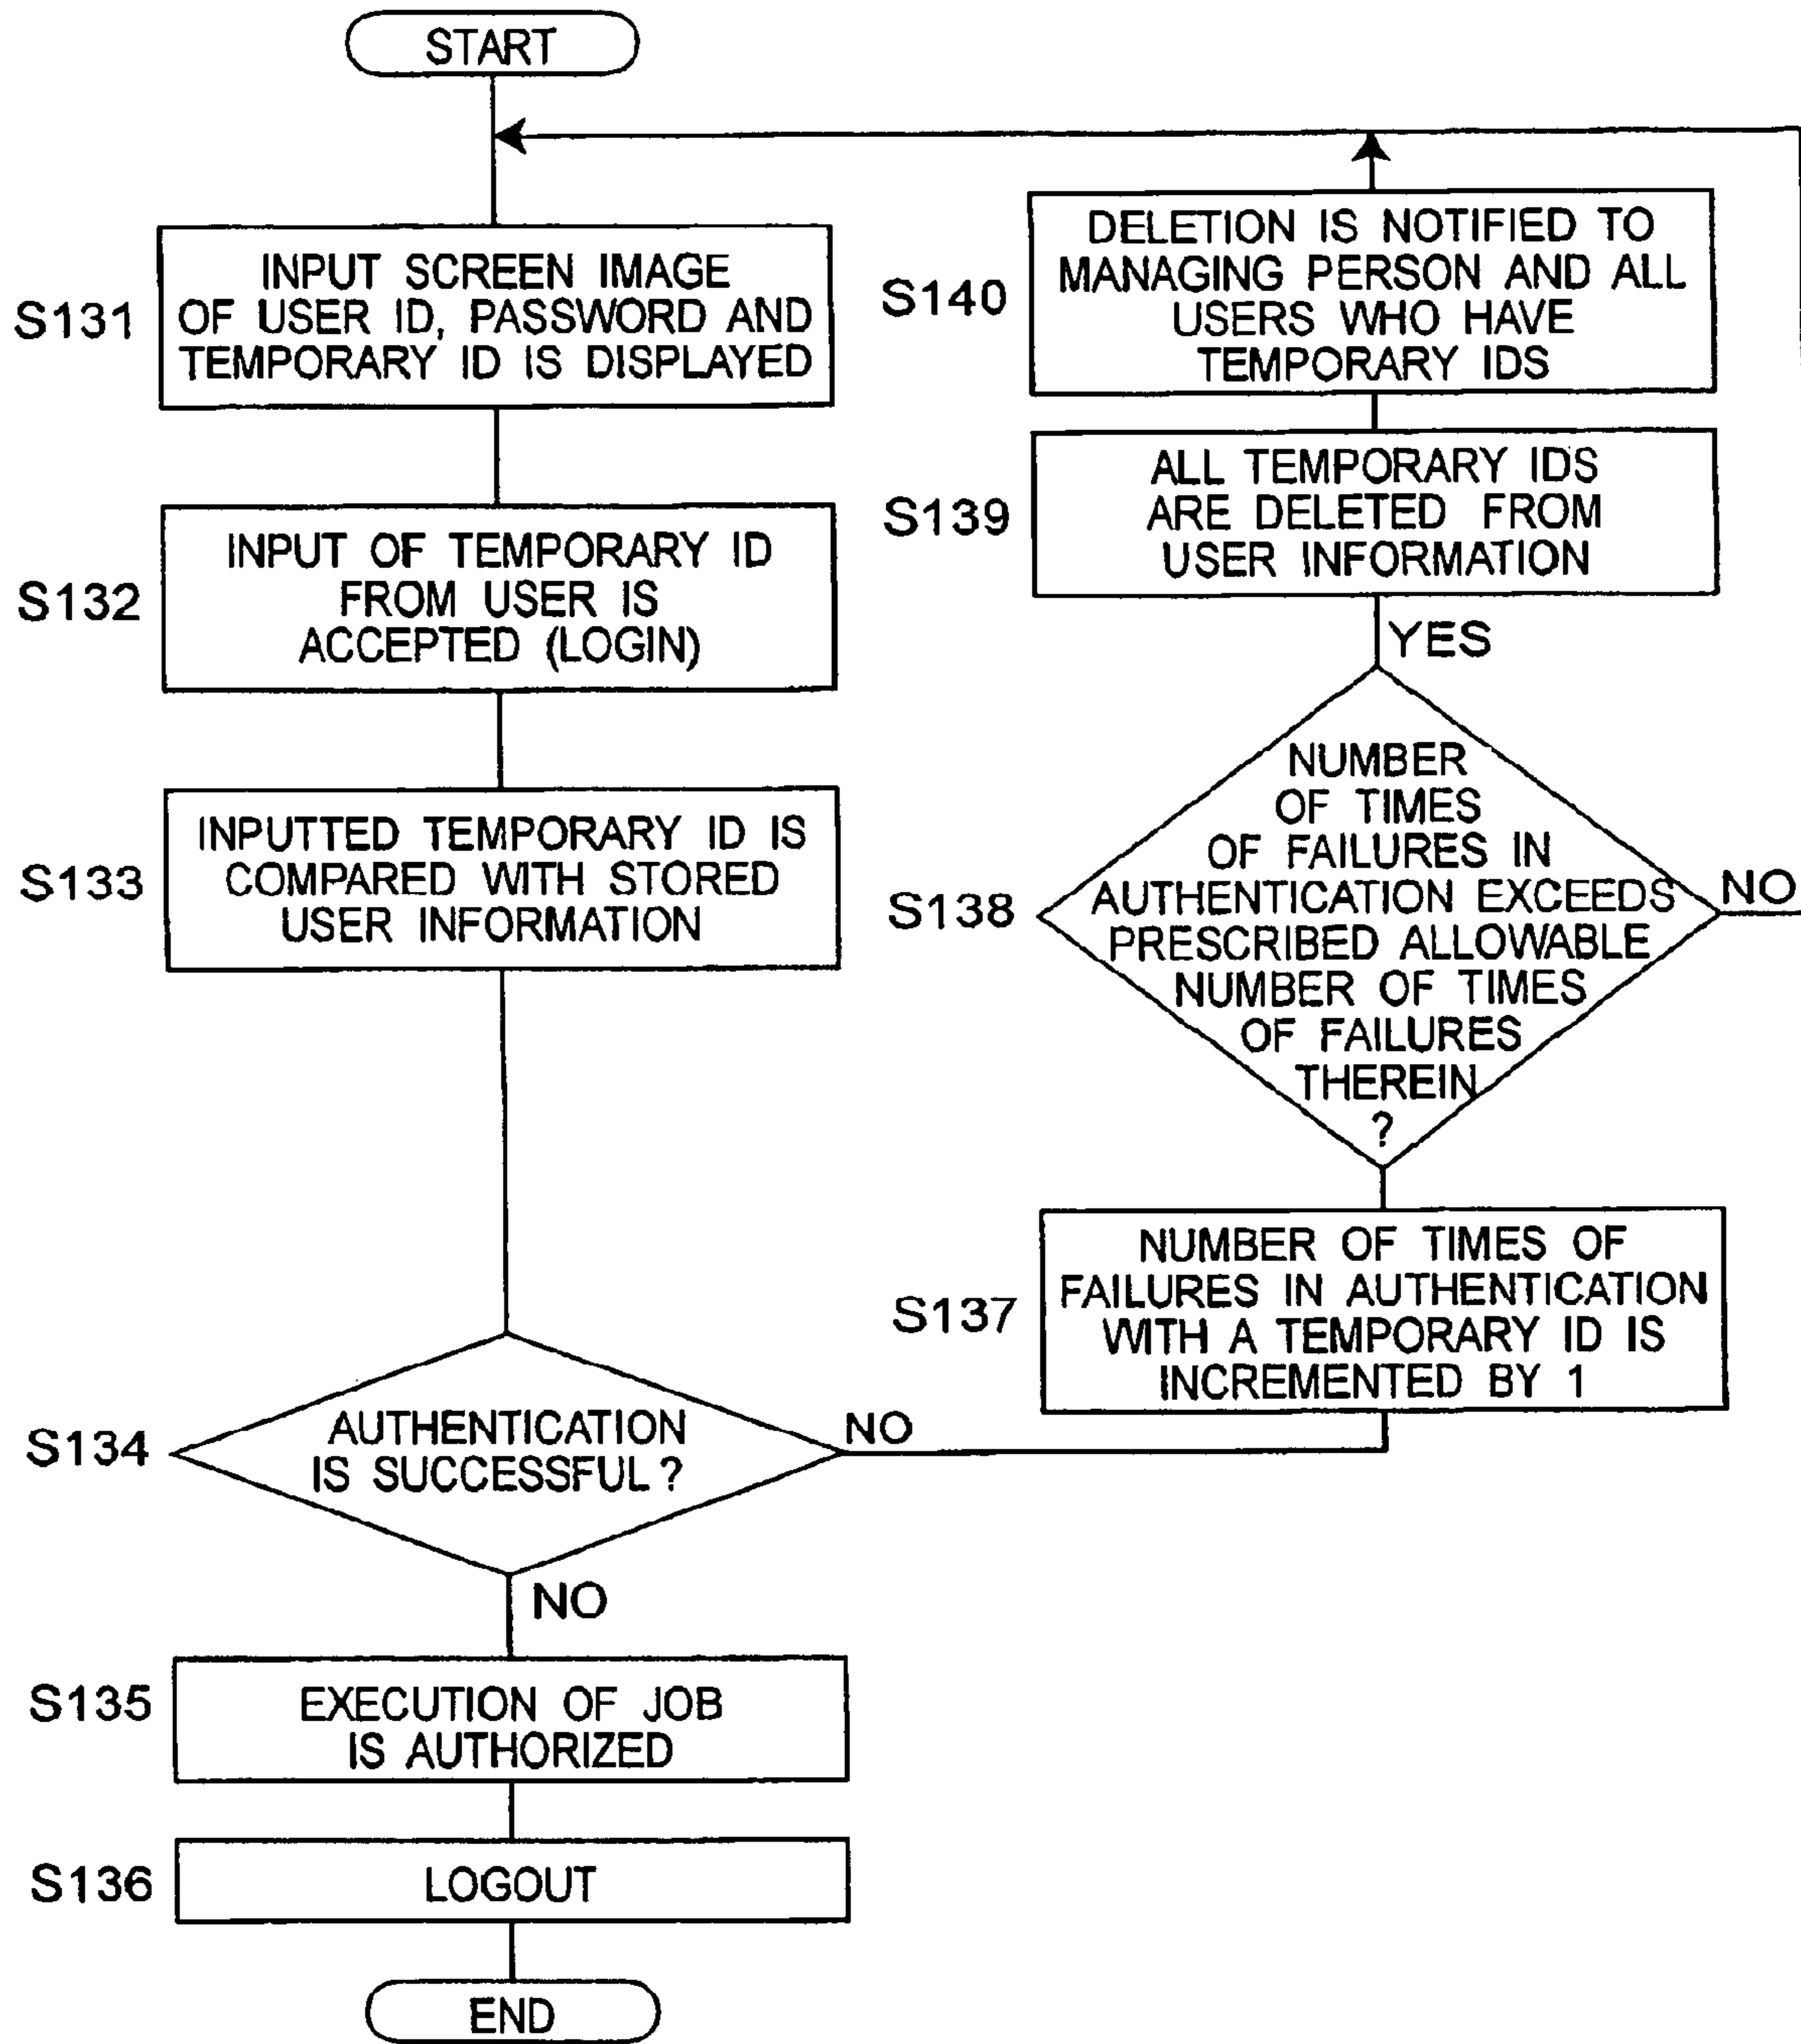 START
S131
INPUT SCREEN IMAGE
OF USER ID, PASSWORD AND
TEMPORARY ID IS DISPLAYED
S132
INPUT OF TEMPORARY ID
FROM USER IS
ACCEPTED (LOGIN)
S133
INPUTTED TEMPORARY ID IS
COMPARED WITH STORED
USER INFORMATION
S134
AUTHENTICATION
IS SUCCESSFUL?
NO
NO
S135
EXECUTION OF JOB
IS AUTHORIZED
S136
LOGOUT
END
S140
DELETION IS NOTIFIED TO
MANAGING PERSON AND ALL
USERS WHO HAVE
TEMPORARY IDS
S139
ALL TEMPORARY IDS
ARE DELETED FROM
USER INFORMATION
YES
S138
NUMBER
OF TIMES
OF FAILURES IN
AUTHENTICATION EXCEEDS
PRESCRIBED ALLOWABLE
NUMBER OF TIMES
OF FAILURES
THEREIN
?
NO
S137
NUMBER OF TIMES OF
FAILURES IN AUTHENTICATION
WITH A TEMPORARY ID IS
INCREMENTED BY 1